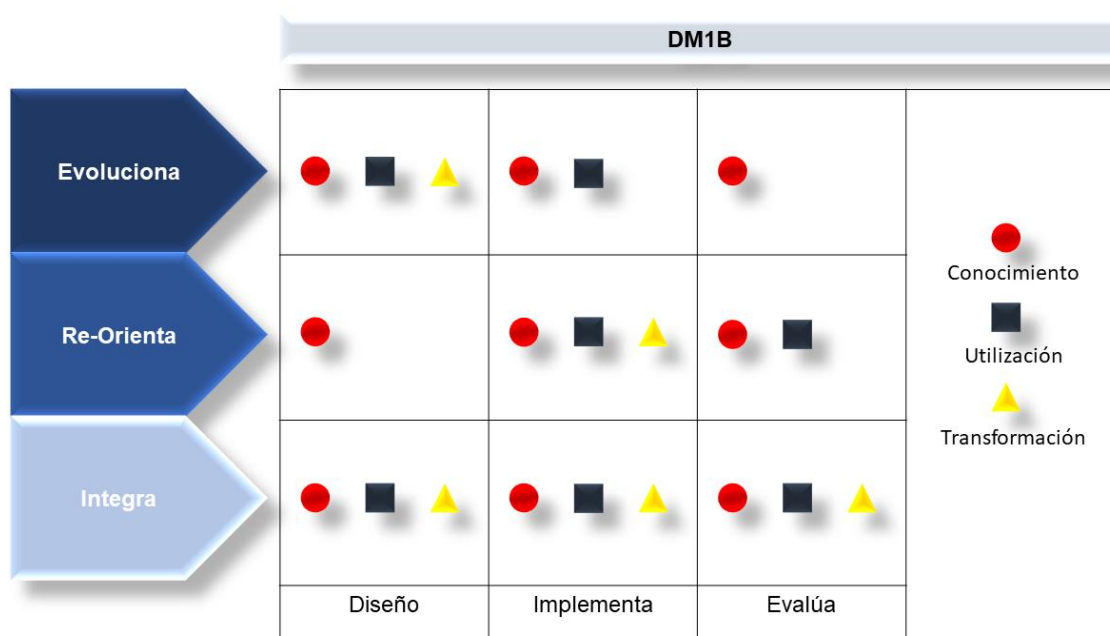 DM1B
Evoluciona
Re-Orienta
Integra
Conocimiento
Utilización
Transformación
Diseño
Implementa
Evalúa